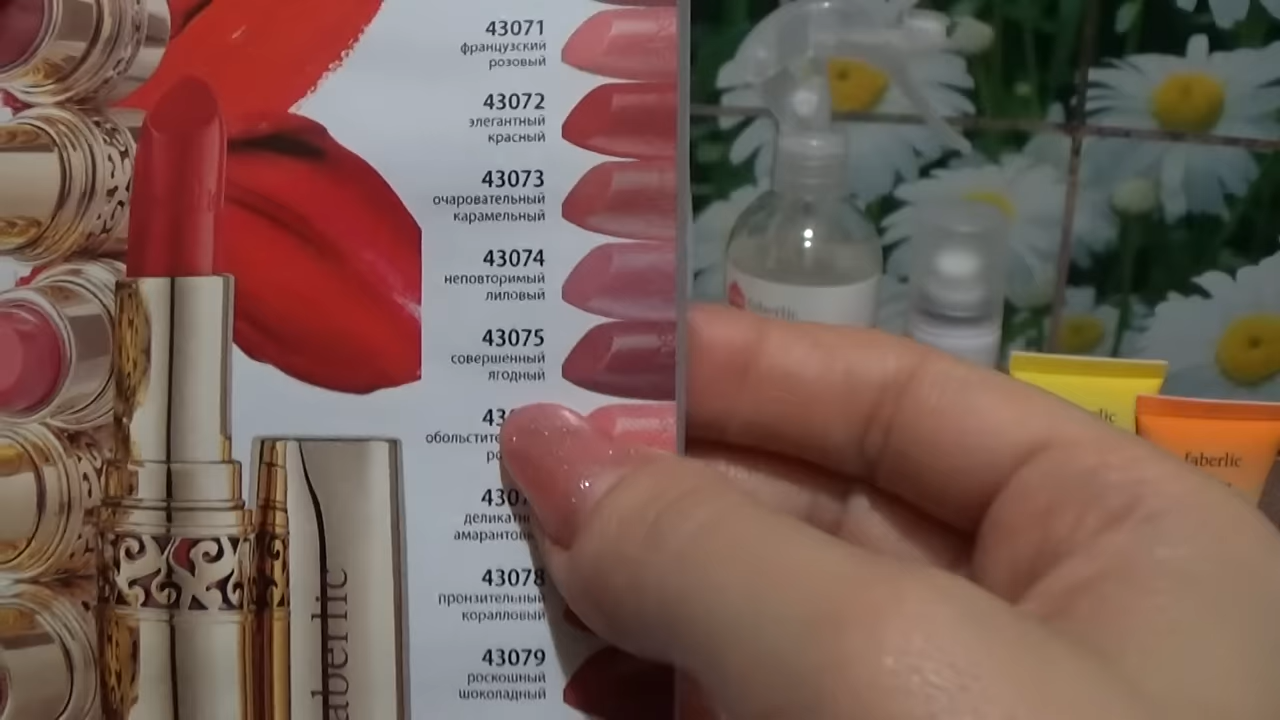 43071
французский
розовый
43072
элегантный
красный
43073
очаровательный
карамельный
43074
неповторимый
лиловый
43075
совершенный
ягодный
43078
пронзительный
коралловый
43079
роскошный
шоколадный
faberlic
faberlic